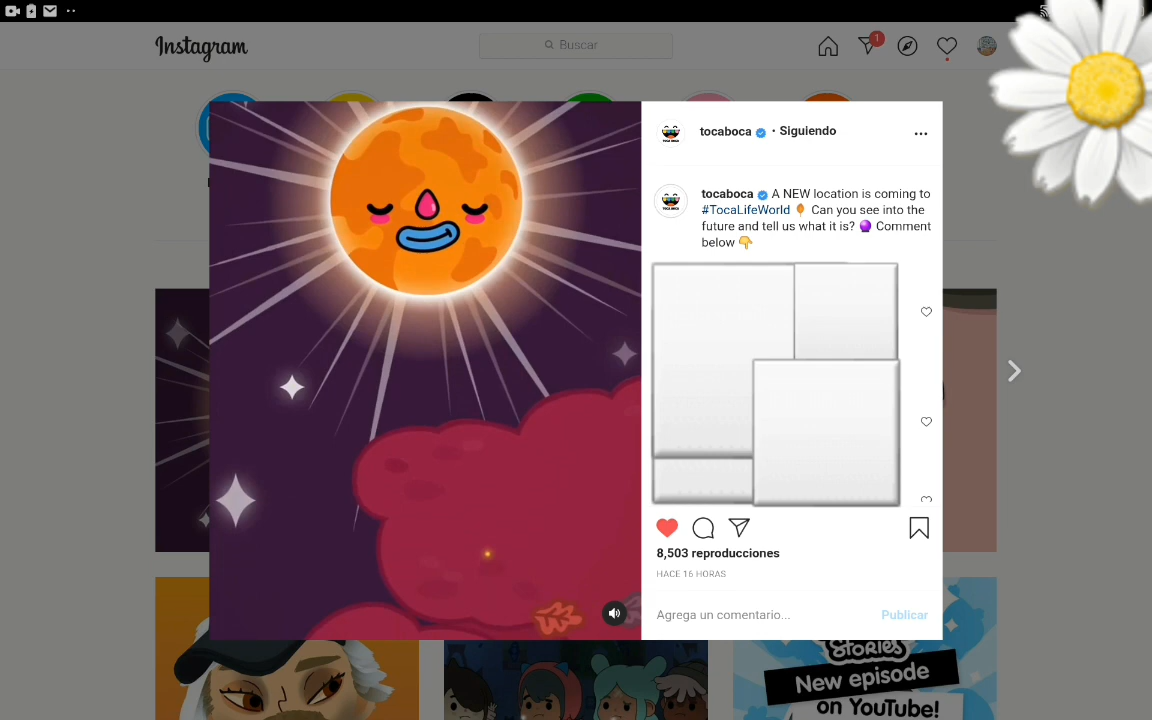 Instagram
Buscar
1
tocaboca • Siguiendo
tocaboca A NEW location is coming to
#TocaLifeWorld 🍠 Can you see into the
future and tell us what it is? 🔮 Comment
below 👇
8,503 reproducciones
HACE 16 HORAS
Agrega un comentario...
Publicar
STORIES
New episode
on YouTube!